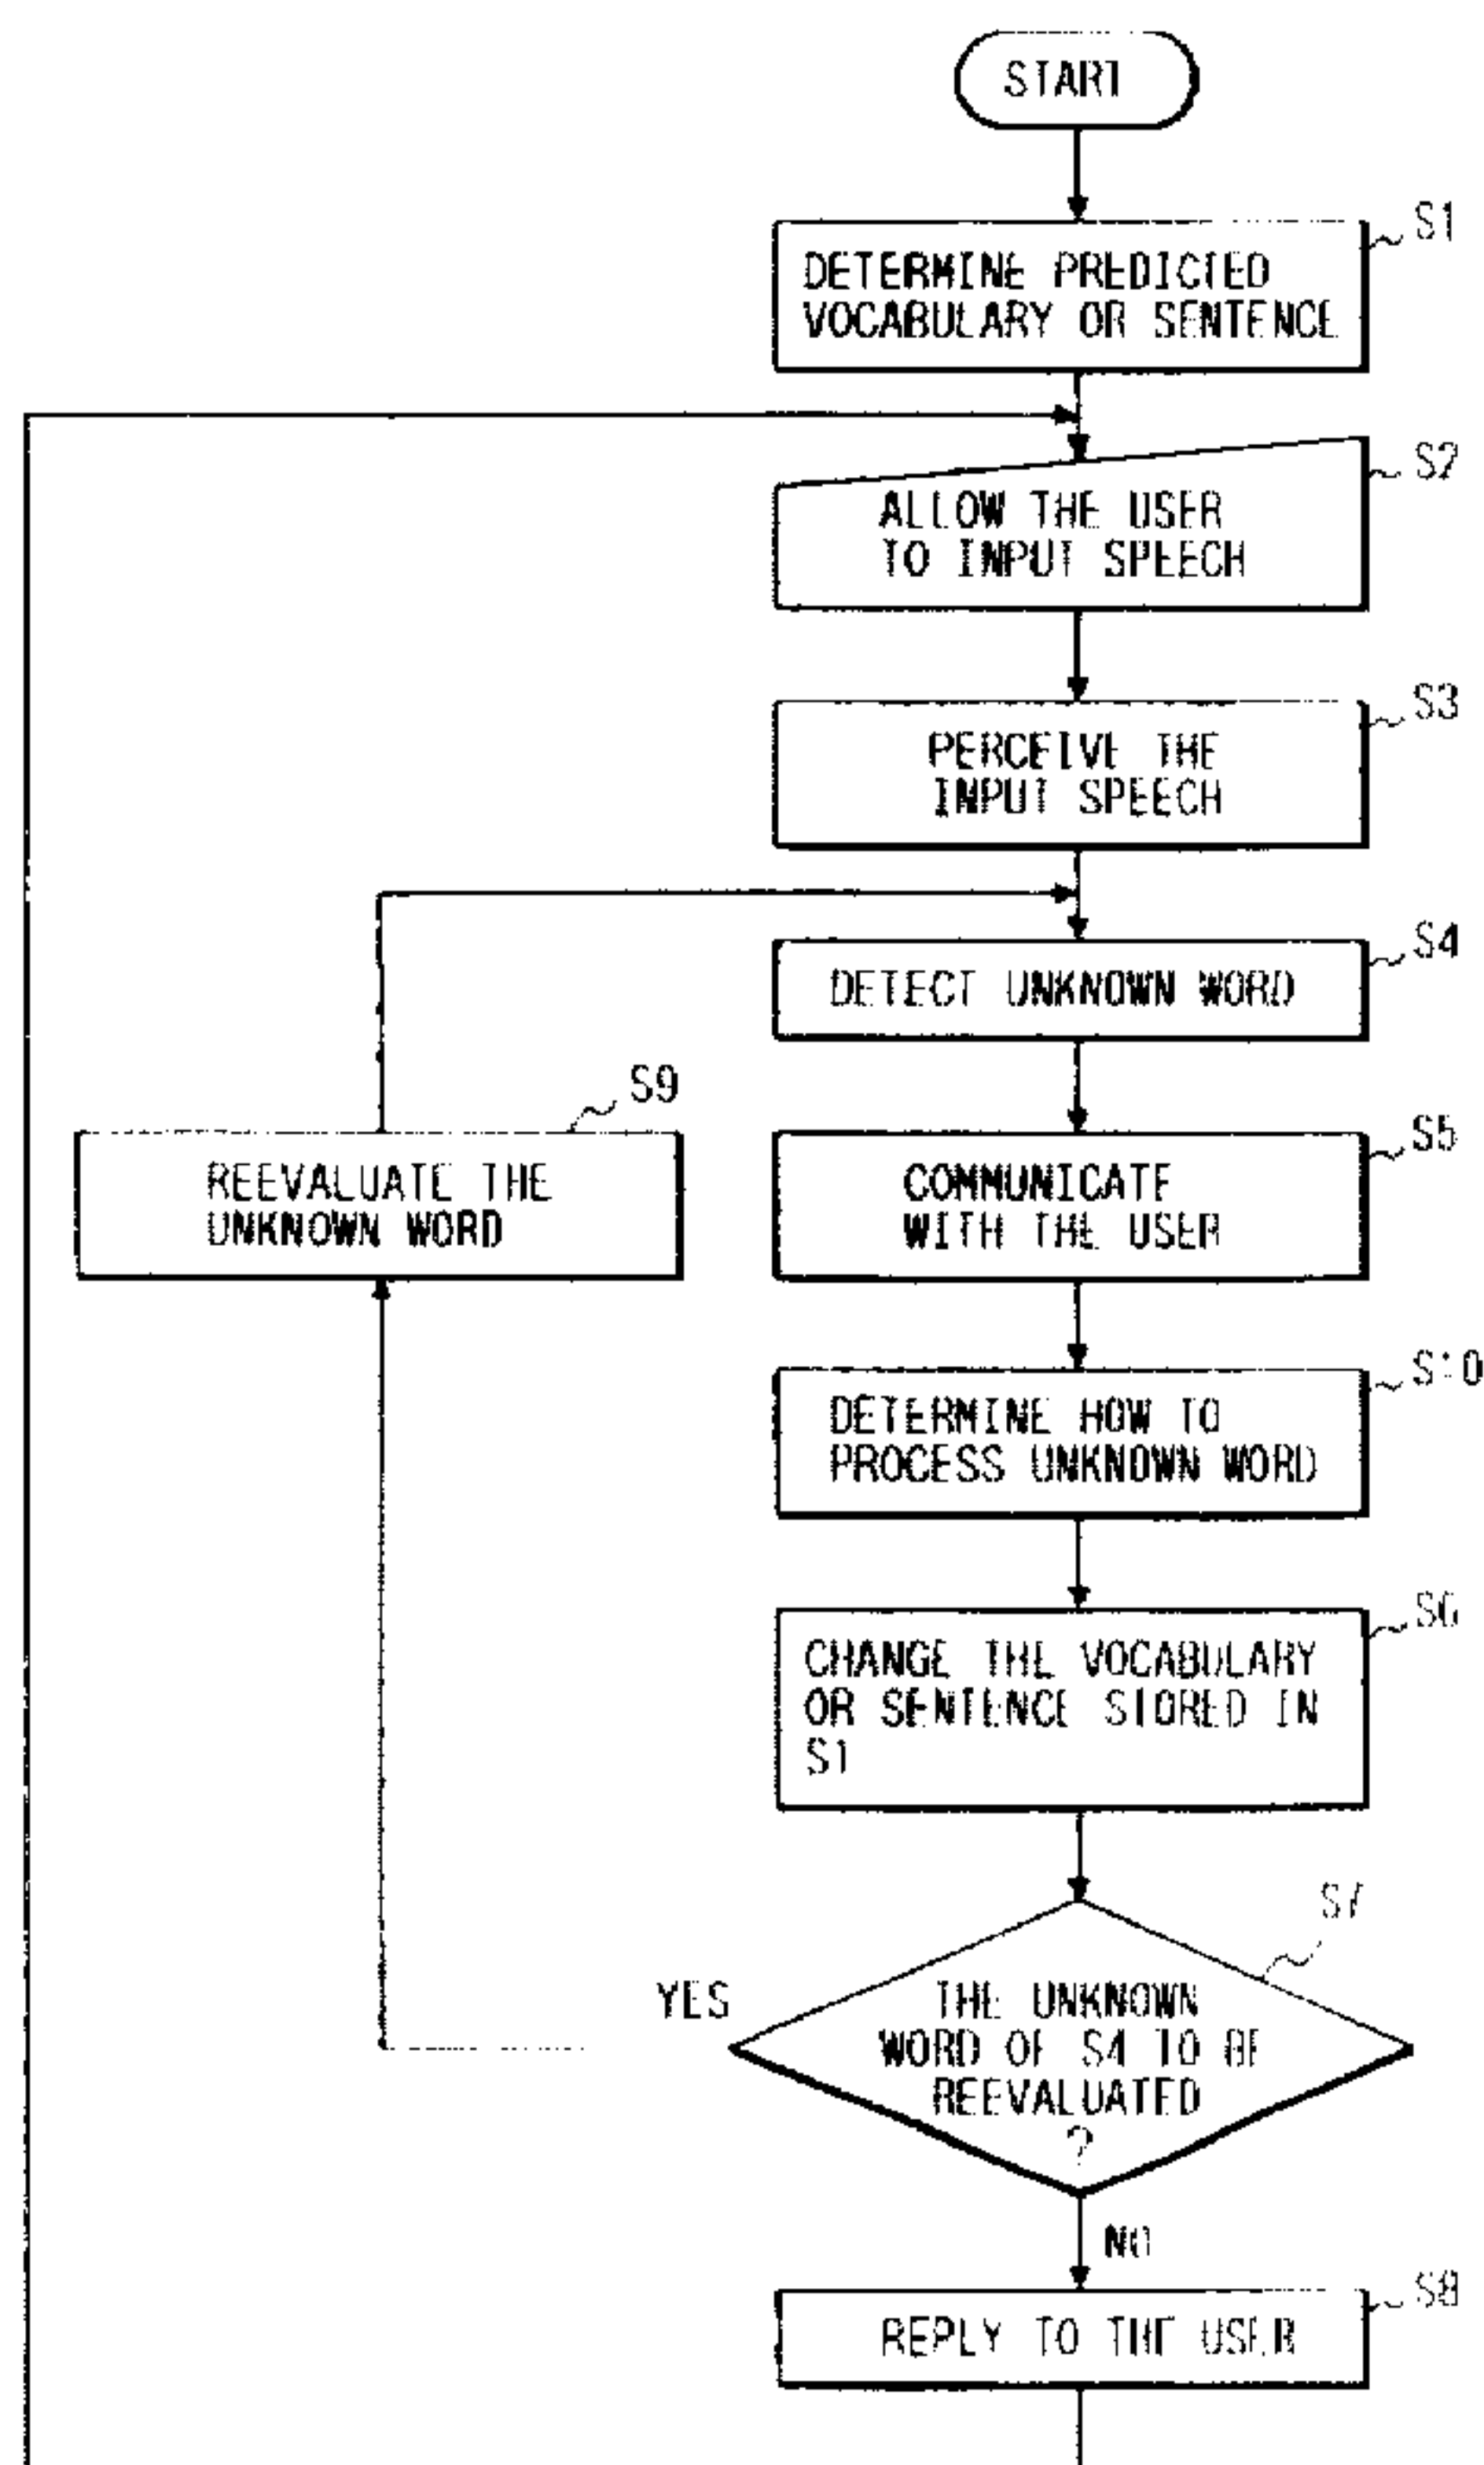 START
S1
DETERMINE PREDICTED
VOCABULARY OR SENTENCE
S2
ALLOW THE USER
TO INPUT SPEECH
S3
PERCEIVE THE
INPUT SPEECH
S4
DETECT UNKNOWN WORD
S9
REEVALUATE THE
UNKNOWN WORD
S5
COMMUNICATE
WITH THE USER
S10
DETERMINE HOW TO
PROCESS UNKNOWN WORD
S6
CHANGE THE VOCABULARY
OR SENTENCE STORED IN
S1
S7
YES
THE UNKNOWN
WORD OF S4 TO BE
REEVALUATED
?
NO
S8
REPLY TO THE USER